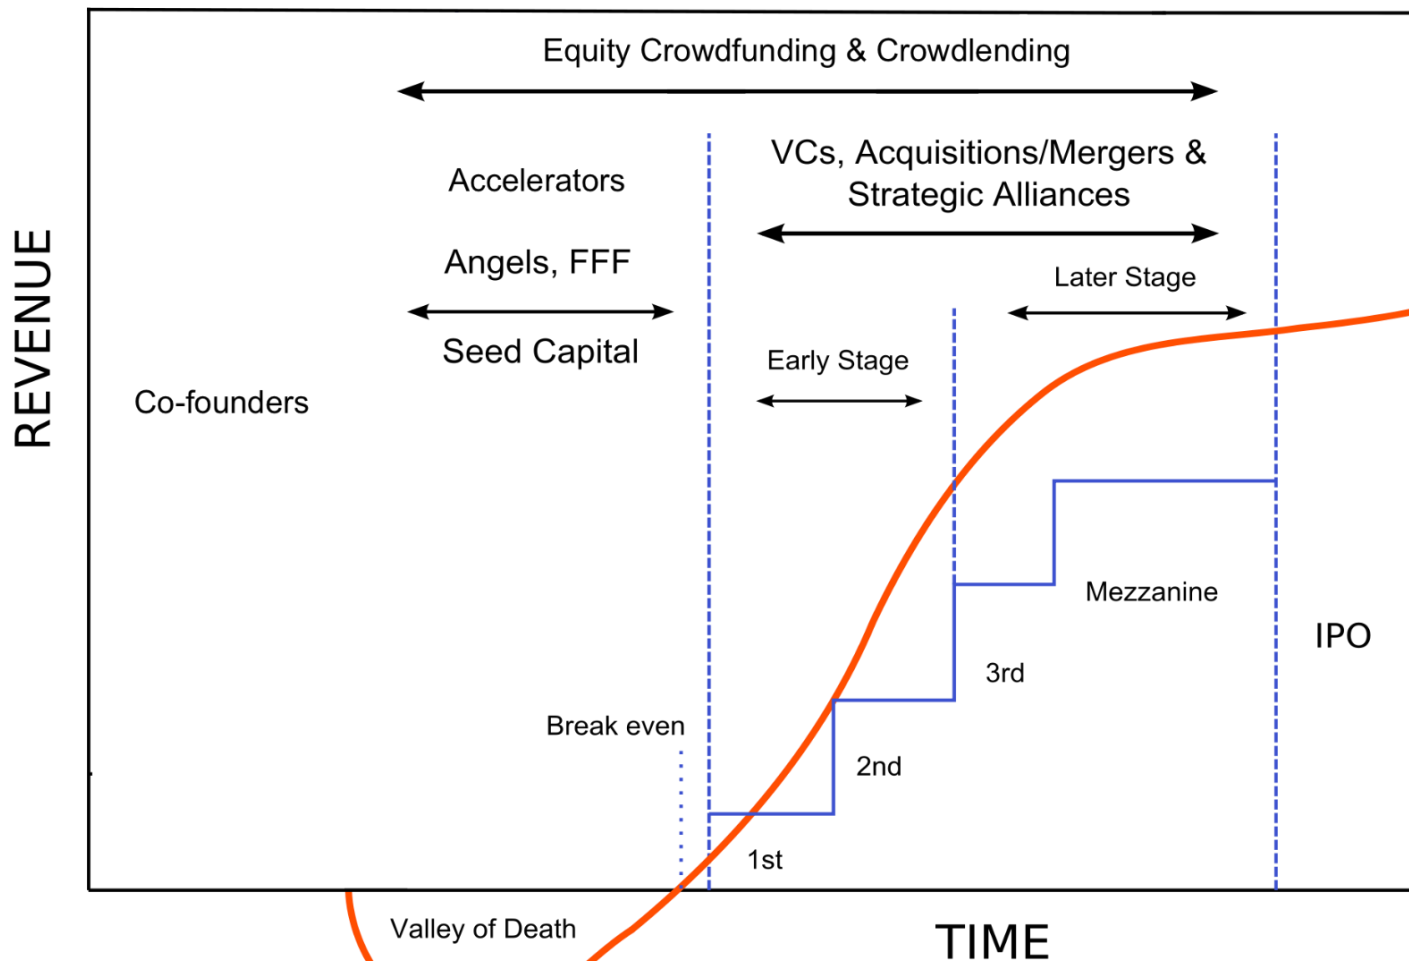 Equity Crowdfunding & Crowdlending
VCs, Acquisitions/Mergers &
Strategic Alliances
Accelerators
Angels, FFF
Seed Capital
Later Stage
Early Stage
Co-founders
REVENUE
Mezzanine
IPO
3rd
Break even
2nd
1st
Valley of Death
TIME